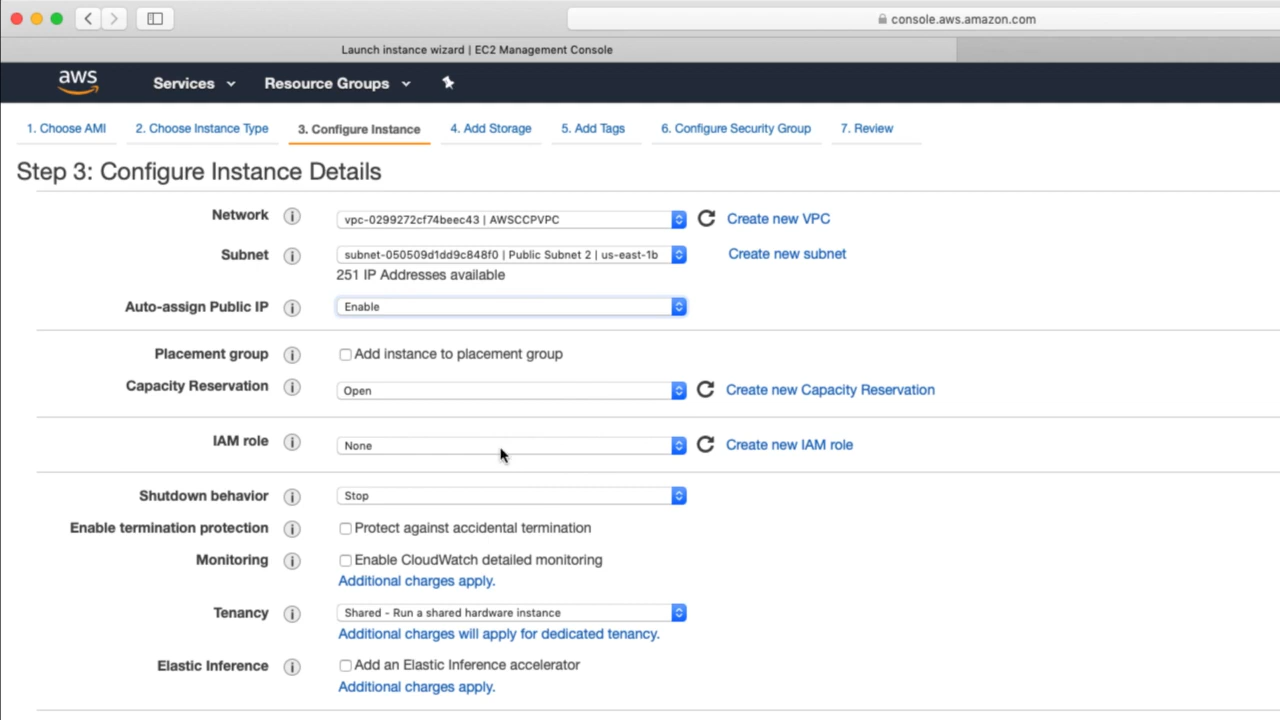 console.aws.amazon.com
Launch instance wizard | EC2 Management Console
aws Services Resource Groups
1. Choose AMI 2. Choose Instance Type 3. Configure Instance 4. Add Storage 5. Add Tags 6. Configure Security Group 7. Review
Step 3: Configure Instance Details
Network i vpc-0299272cf74beec43 | AWSCCPVPC Create new VPC
Subnet i subnet-050509d1dd9c848f0 | Public Subnet 2 | us-east-1b Create new subnet
251 IP Addresses available
Auto-assign Public IP i Enable
Placement group i Add instance to placement group
Capacity Reservation i Open Create new Capacity Reservation
IAM role i None Create new IAM role
Shutdown behavior i Stop
Enable termination protection i Protect against accidental termination
Monitoring i Enable CloudWatch detailed monitoring
Additional charges apply.
Tenancy i Shared - Run a shared hardware instance
Additional charges will apply for dedicated tenancy.
Elastic Inference i Add an Elastic Inference accelerator
Additional charges apply.